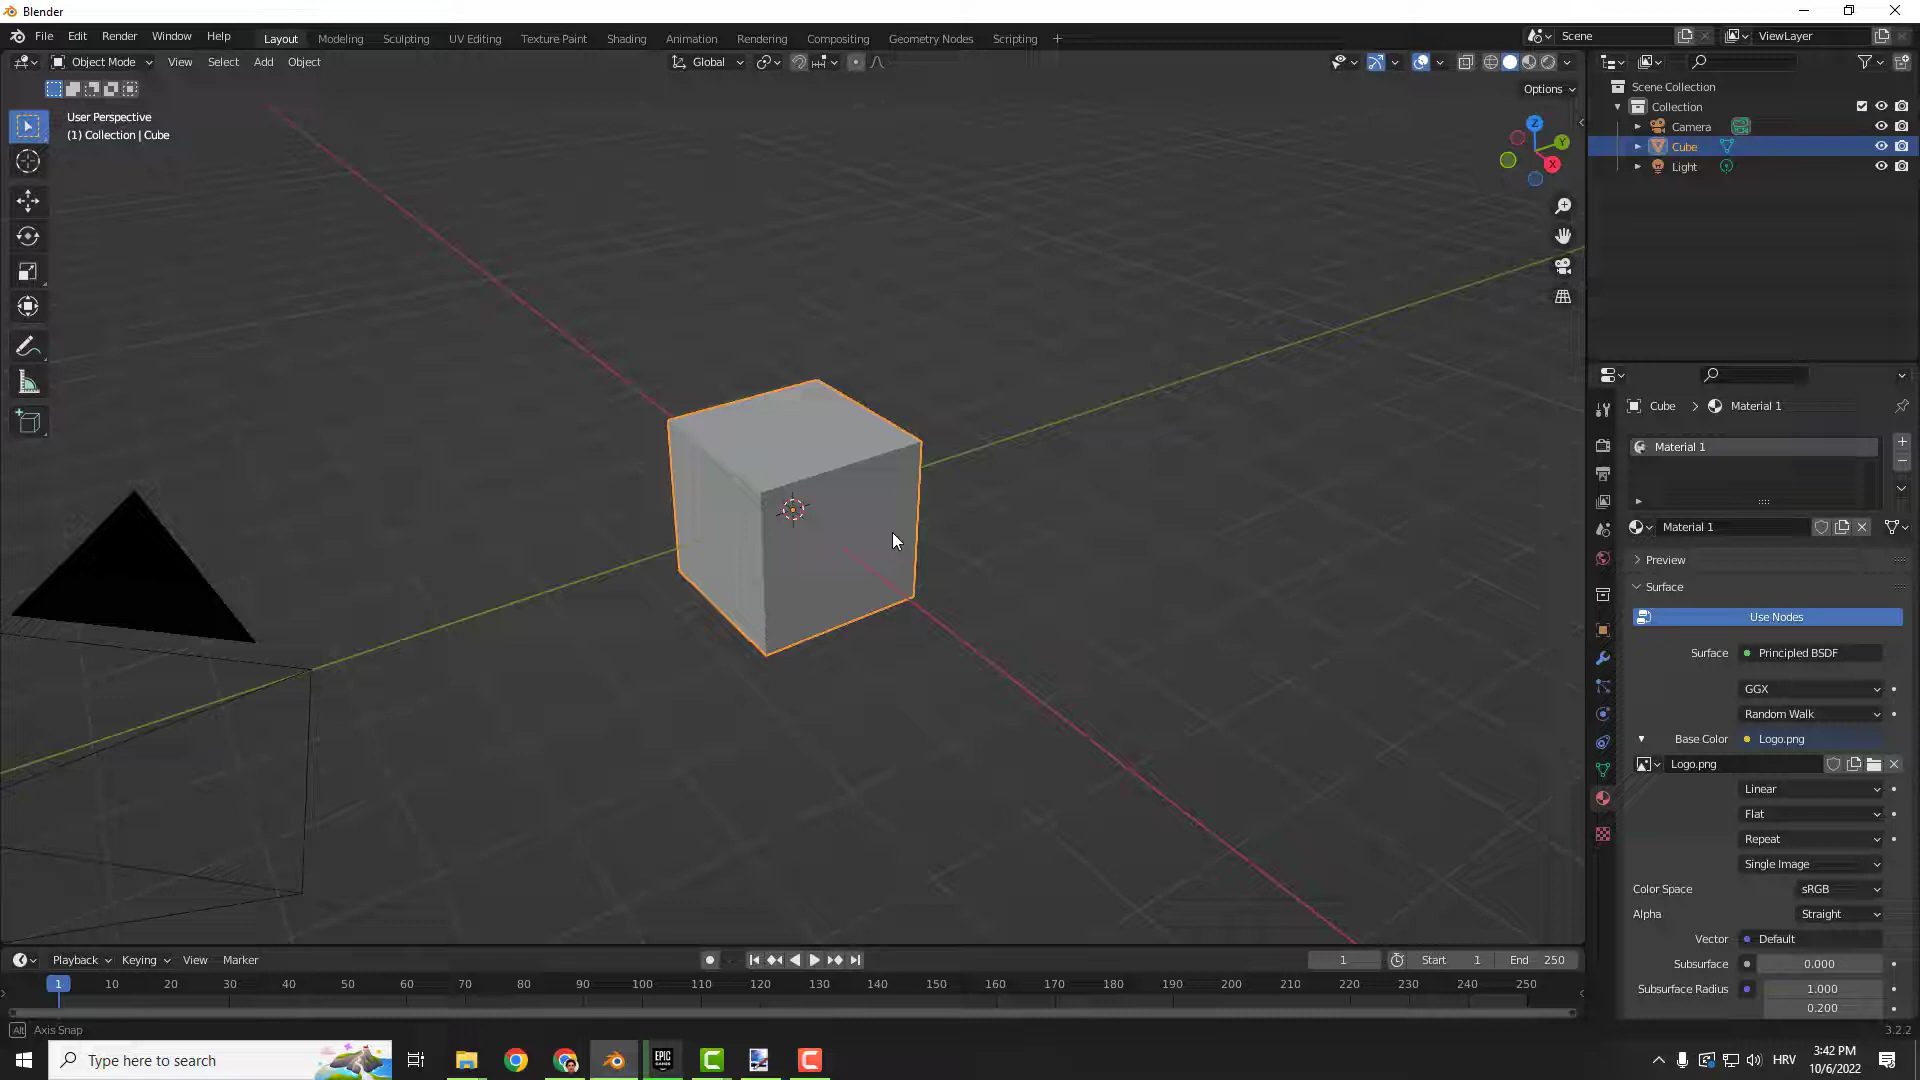 Blender
File Edit Render Window Help
Layout Modeling Sculpting UV Editing Texture Paint Shading Animation Rendering Compositing Geometry Nodes Scripting +
Scene
ViewLayer
Object Mode View Select Add Object
Global
Options
User Perspective
(1) Collection | Cube
Z
Y
X
Scene Collection
Collection
Camera
Cube
Light
Cube > Material 1
Material 1
Material 1
Preview
Surface
Use Nodes
Surface Principled BSDF
GGX
Random Walk
Base Color Logo.png
Logo.png
Linear
Flat
Repeat
Single Image
Color Space sRGB
Alpha Straight
Vector Default
Subsurface 0.000
Subsurface Radius 1.000
0.200
Playback Keying View Marker
1 Start 1 End 250
1 10 20 30 40 50 60 70 80 90 100 110 120 130 140 150 160 170 180 190 200 210 220 230 240 250
Alt Axis Snap
3.2.2
Type here to search
EPIC GAMES
HRV
3:42 PM
10/6/2022